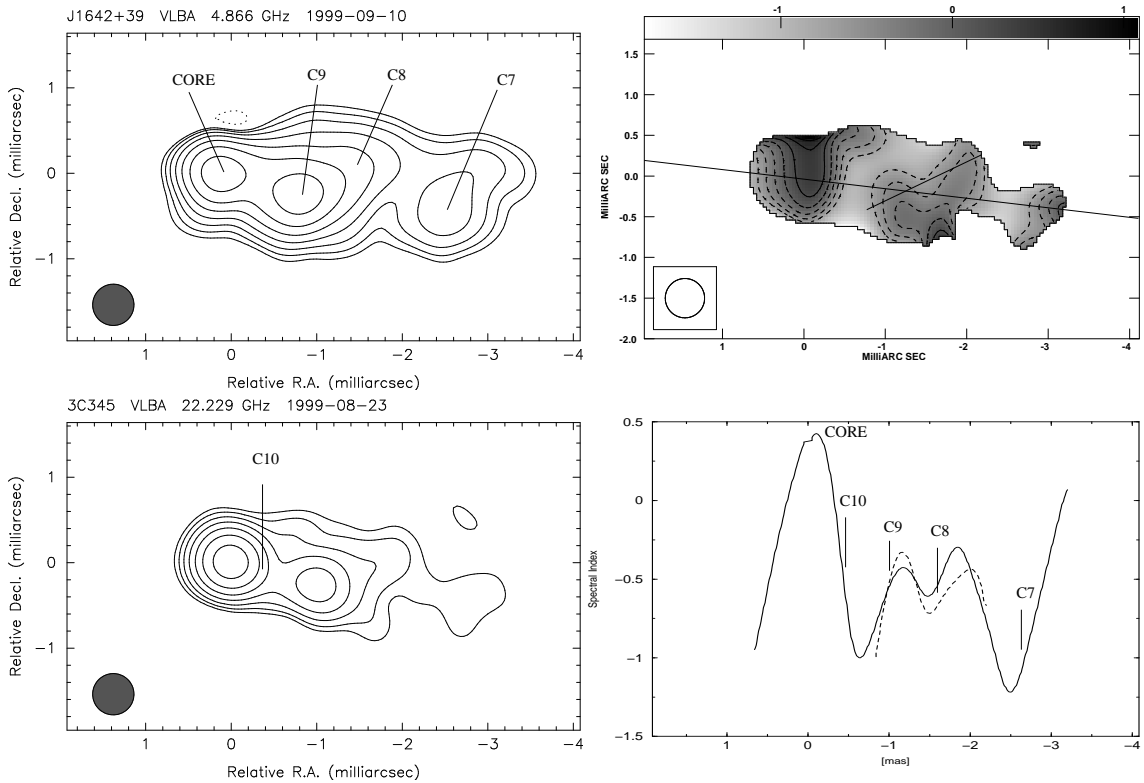 J1642+39 VLBA 4.866 GHz 1999-09-10
CORE
C9
C8
C7
Relative Decl. (milliarcsec)
1
0
−1
1 0 −1 −2 −3 −4
Relative R.A. (milliarcsec)
-1 0 1
MilliARC SEC
1.5
1.0
0.5
0.0
-0.5
-1.0
-1.5
-2.0
1 0 -1 -2 -3 -4
MilliARC SEC
3C345 VLBA 22.229 GHz 1999-08-23
C10
Relative Decl. (milliarcsec)
1
0
−1
1 0 −1 −2 −3 −4
Relative R.A. (milliarcsec)
Spectral Index
0.5
0
−0.5
−1
−1.5
CORE
C10
C9
C8
C7
1 0 −1 −2 −3 −4
[mas]